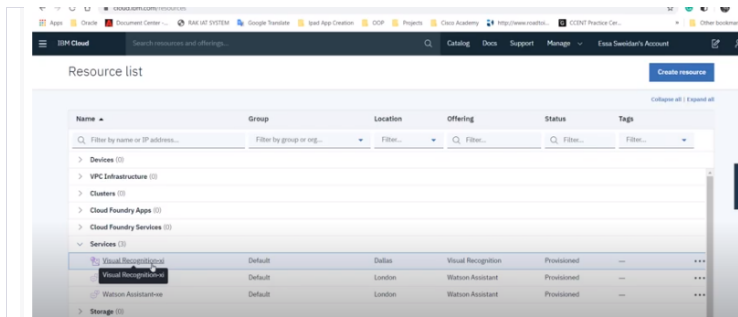 cloud.ibm.com/resources
Apps Oracle Document Center -... RAK IAT SYSTEM Google Translate Ipad App Creation OOP Projects Cisco Academy CCENT Practice Cer... Other bookmar
IBM Cloud Search resources and offerings... Catalog Docs Support Manage Essa Sweidan's Account
Resource list
Create resource
Collapse all | Expand all
Name Group Location Offering Status Tags
Filter by name or IP address... Filter by group or org... Filter... Filter... Filter... Filter...
Devices (0)
VPC Infrastructure (0)
Clusters (0)
Cloud Foundry Apps (0)
Cloud Foundry Services (0)
Services (3)
Visual Recognition-xi Default Dallas Visual Recognition Provisioned —
Visual Recognition-xi Default London Watson Assistant Provisioned —
Watson Assistant-ve Default London Watson Assistant Provisioned —
Storage (0)